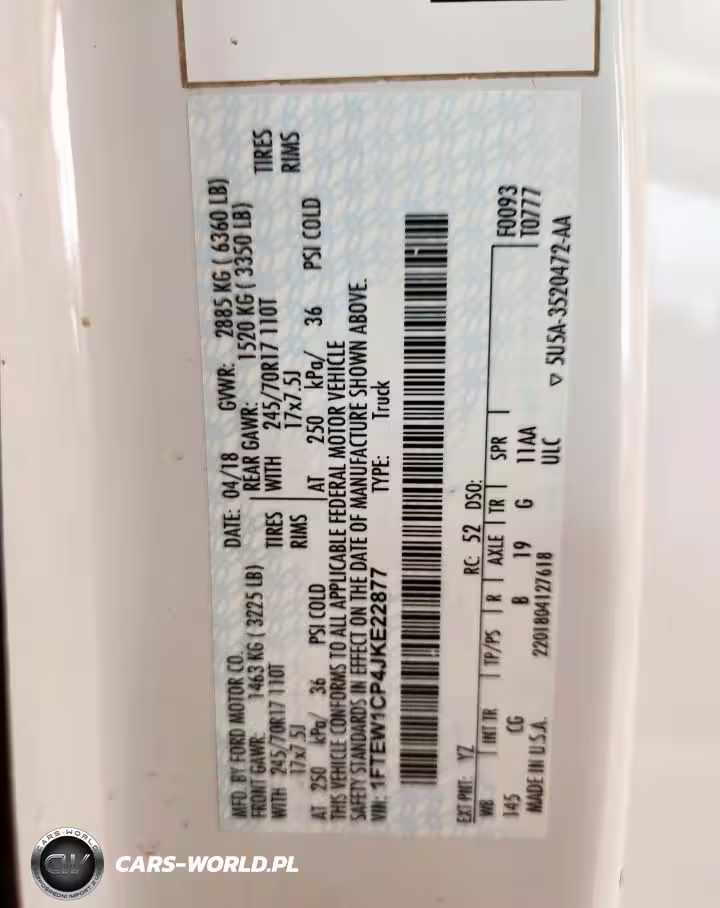 MFD. BY FORD MOTOR CO. DATE: 04/18 GVWR: 2885 KG ( 6360 LB)
FRONT GAWR: 1463 KG ( 3225 LB) REAR GAWR: 1520 KG ( 3350 LB)
WITH 245/70R17 110T TIRES WITH 245/70R17 110T TIRES
17x7.5J RIMS 17x7.5J RIMS
AT 250 kPa/ 36 PSI COLD AT 250 kPa/ 36 PSI COLD
THIS VEHICLE CONFORMS TO ALL APPLICABLE FEDERAL MOTOR VEHICLE
SAFETY STANDARDS IN EFFECT ON THE DATE OF MANUFACTURE SHOWN ABOVE.
VIN: 1FTEW1CP4JKE22877 TYPE: Truck
EXT PNT: YZ RC: 52 DSO:
WB INT TR TP/PS R AXLE TR SPR F0093
145 CG B 19 G 11AA T0777
MADE IN U.S.A. 2201804127618 ULC
▽ 5U5A-3520472-AA
CARS-WORLD
CW
CARS-WORLD.PL